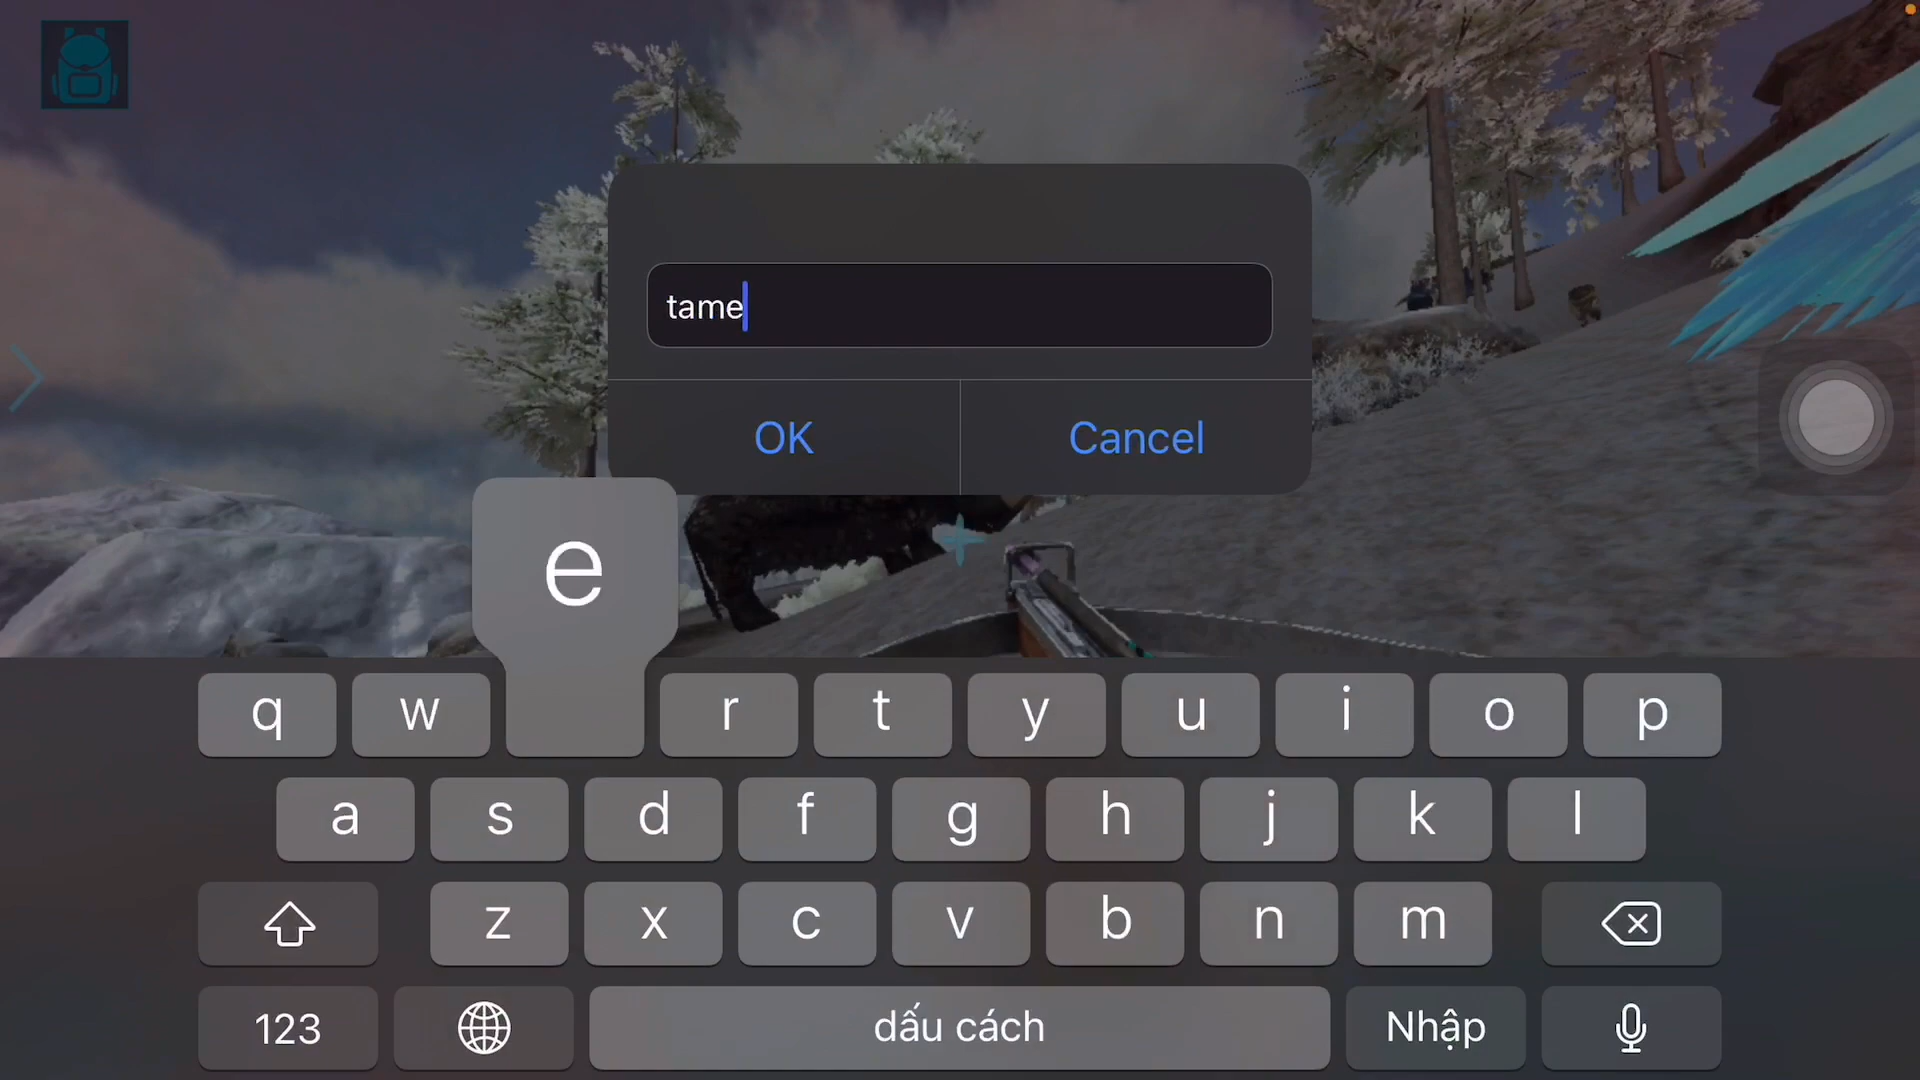 tame
OK Cancel
e
q w r t y u i o p
a s d f g h j k l
z x c v b n m
123 dấu cách Nhập